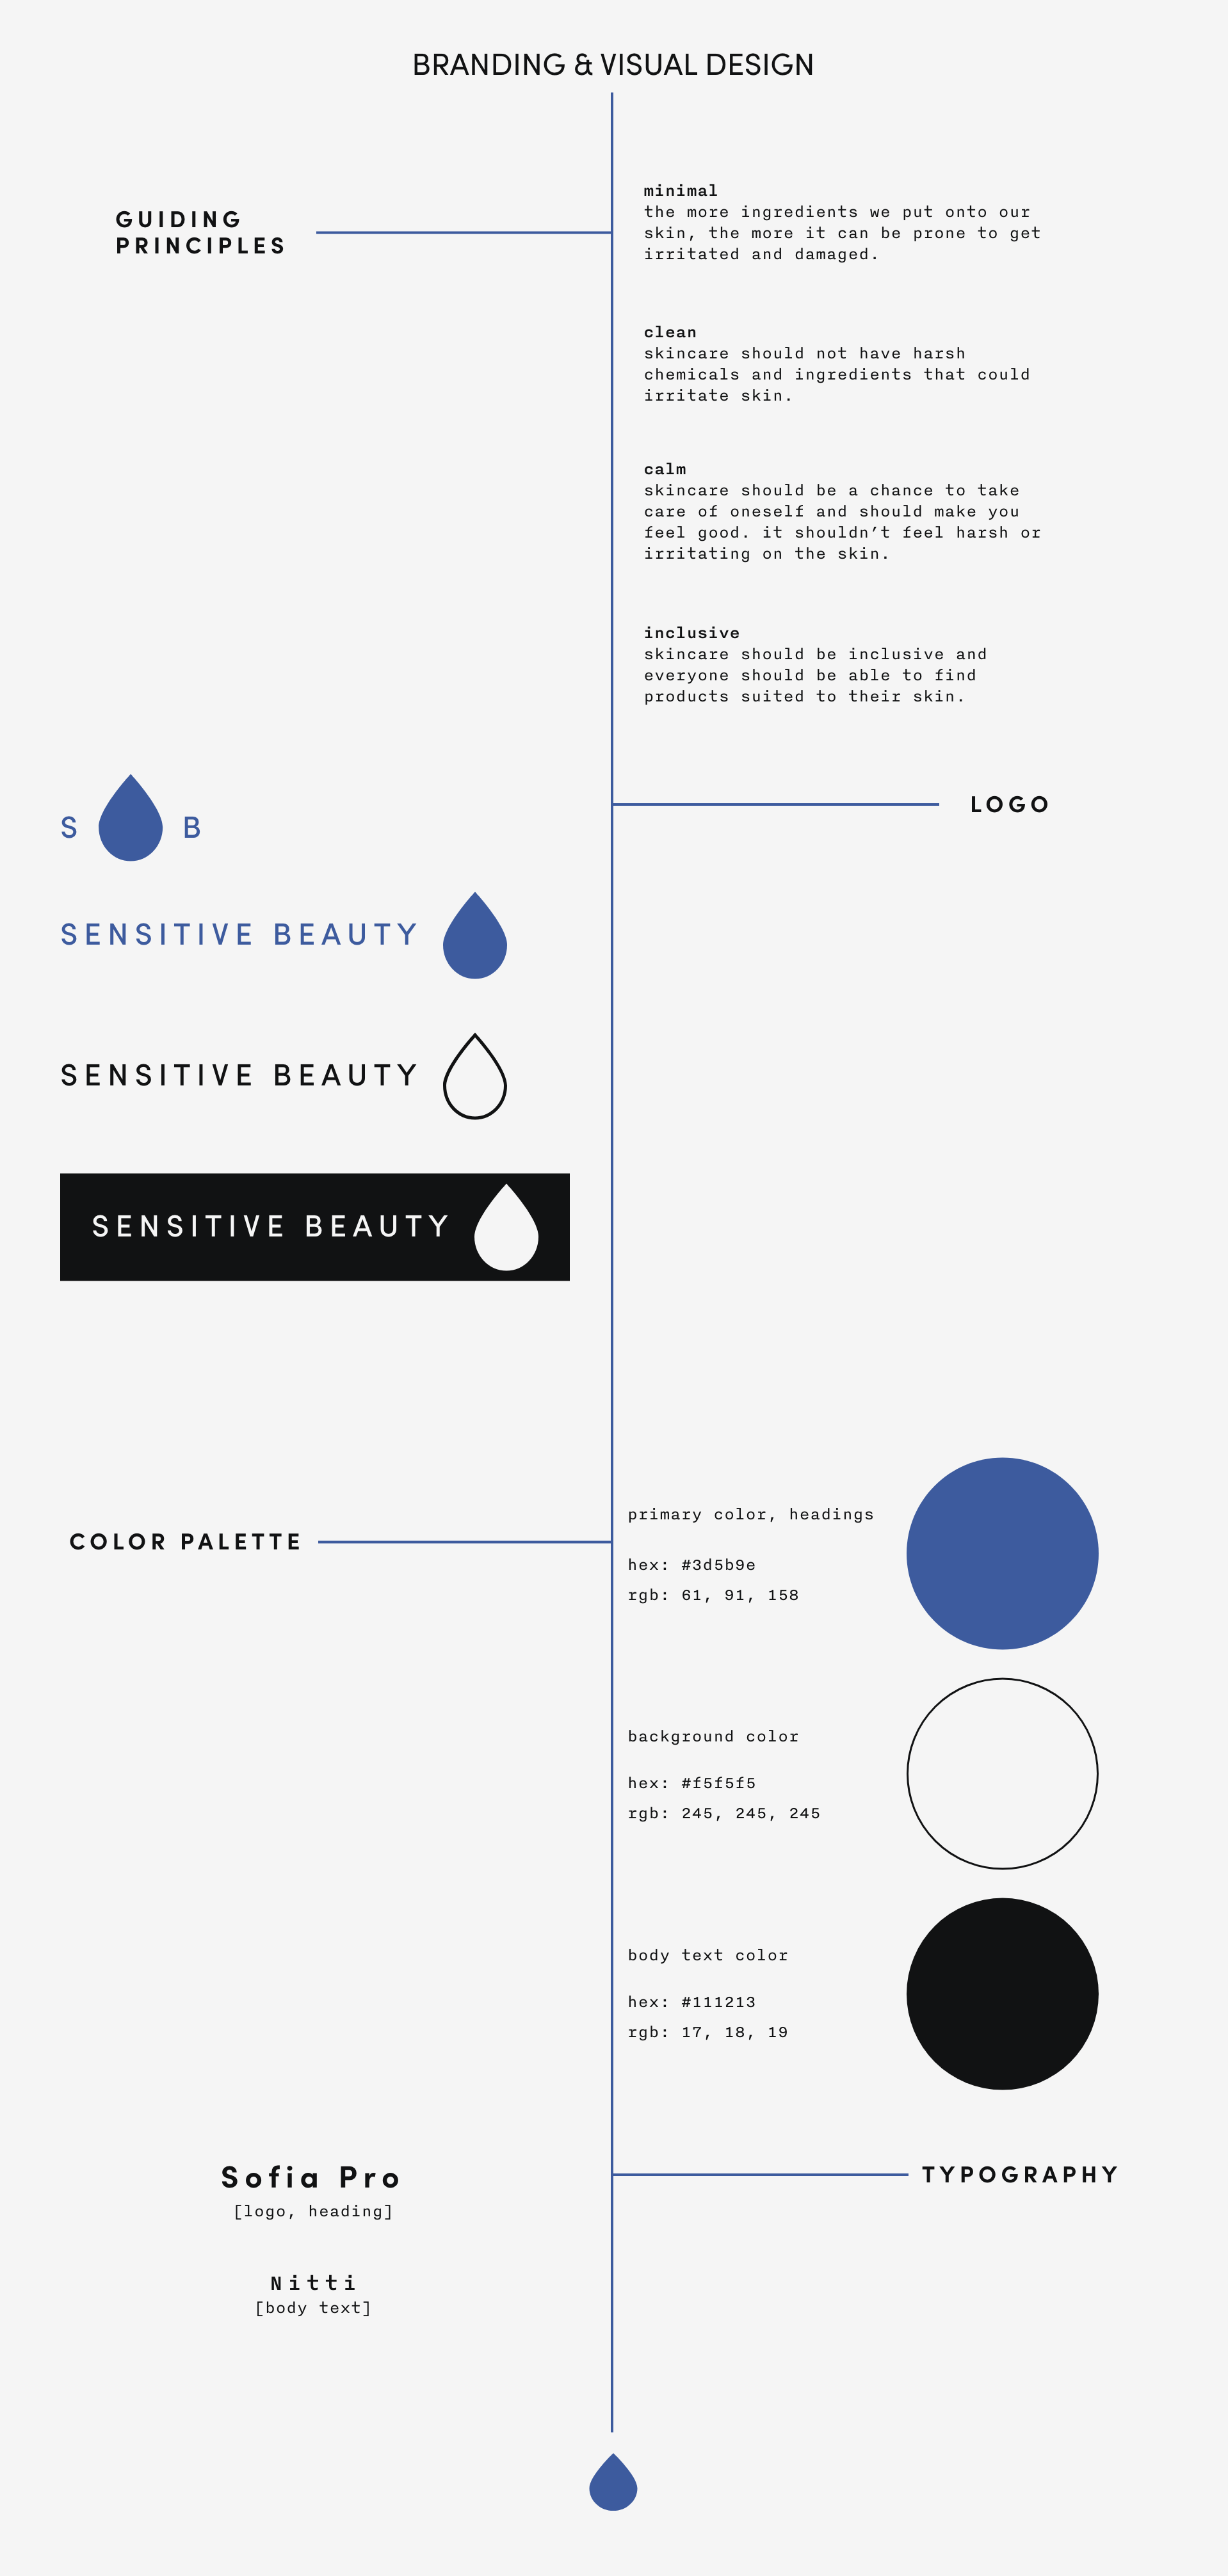 BRANDING & VISUAL DESIGN
GUIDING
PRINCIPLES
minimal
the more ingredients we put onto our
skin, the more it can be prone to get
irritated and damaged.
clean
skincare should not have harsh
chemicals and ingredients that could
irritate skin.
calm
skincare should be a chance to take
care of oneself and should make you
feel good. it shouldn’t feel harsh or
irritating on the skin.
inclusive
skincare should be inclusive and
everyone should be able to find
products suited to their skin.
LOGO
S B
SENSITIVE BEAUTY
SENSITIVE BEAUTY
SENSITIVE BEAUTY
COLOR PALETTE
primary color, headings
hex: #3d5b9e
rgb: 61, 91, 158
background color
hex: #f5f5f5
rgb: 245, 245, 245
body text color
hex: #111213
rgb: 17, 18, 19
TYPOGRAPHY
Sofia Pro
[logo, heading]
Nitti
[body text]